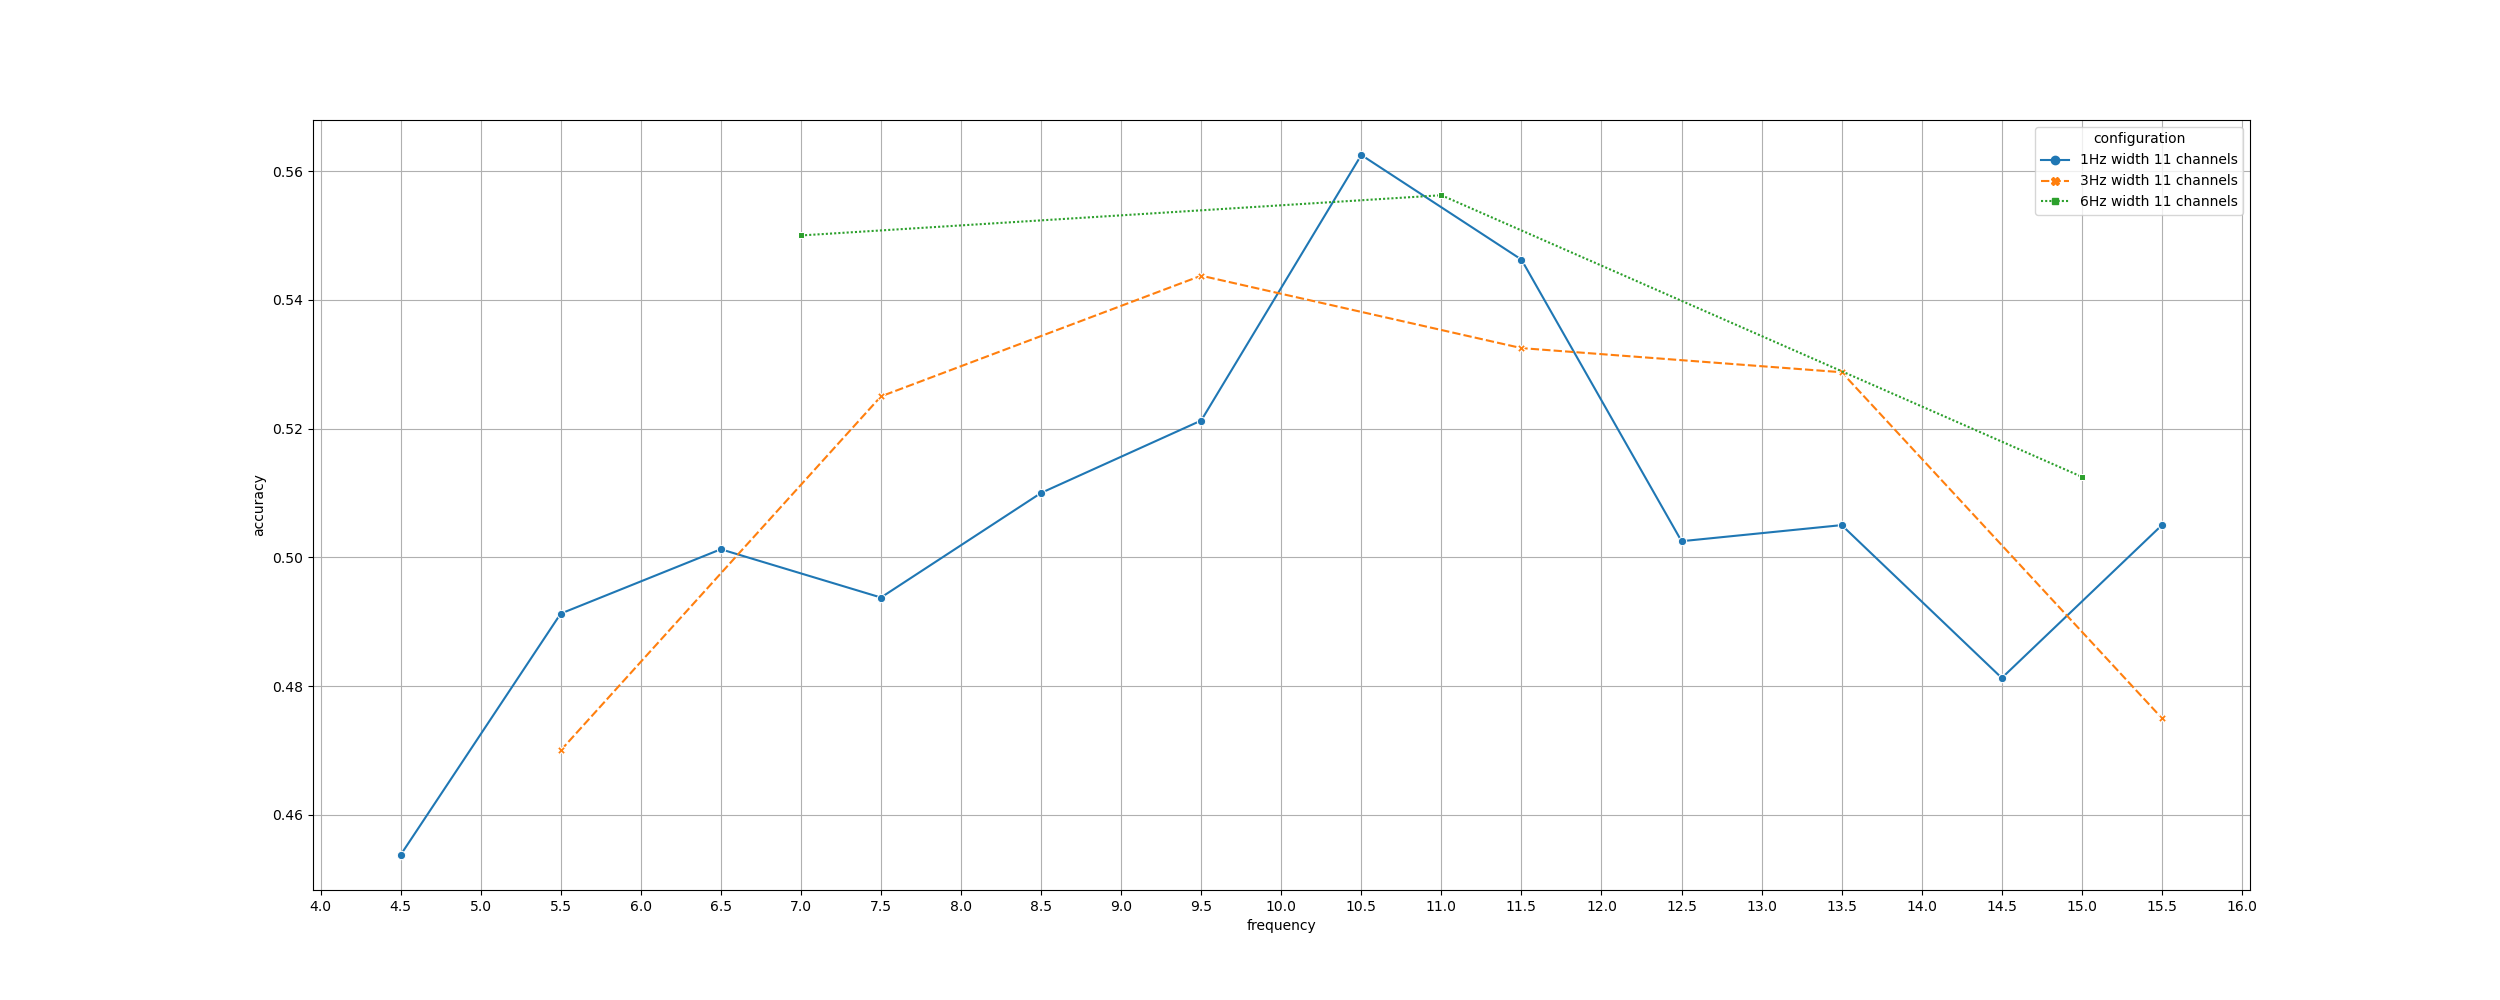 configuration
1Hz width 11 channels
3Hz width 11 channels
6Hz width 11 channels
0.56
0.54
0.52
0.50
0.48
0.46
accuracy
4.0 4.5 5.0 5.5 6.0 6.5 7.0 7.5 8.0 8.5 9.0 9.5 10.0 10.5 11.0 11.5 12.0 12.5 13.0 13.5 14.0 14.5 15.0 15.5 16.0
frequency